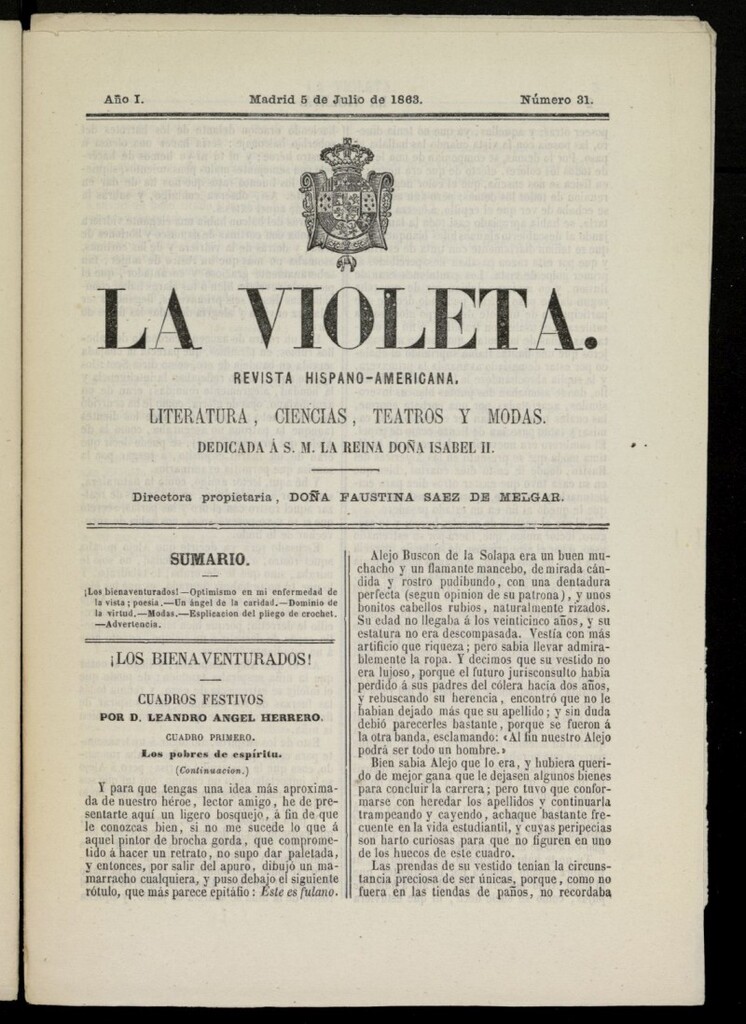 Año I.
Madrid 5 de Julio de 1863.
Número 31.
LA VIOLETA.
REVISTA HISPANO-AMERICANA.
LITERATURA, CIENCIAS, TEATROS Y MODAS.
DEDICADA Á S. M. LA REINA DOÑA ISABEL II.
Directora propietaria, DOÑA FAUSTINA SAEZ DE MELGAR.
SUMARIO.
¡Los bienaventurados!—Optimismo en mi enfermedad de
la vista; poesia.—Un ángel de la caridad.—Dominio de
la virtud.—Modas.—Esplicacion del pliego de crochet.
—Advertencia.
¡LOS BIENAVENTURADOS!
CUADROS FESTIVOS
POR D. LEANDRO ANGEL HERRERO.
CUADRO PRIMERO.
Los pobres de espíritu.
(Continuacion.)
Y para que tengas una idea más aproxima-
da de nuestro héroe, lector amigo, he de pre-
sentarte aquí un ligero bosquejo, á fin de que
le conozcas bien, si no me sucede lo que á
aquel pintor de brocha gorda, que comprome-
tido á hacer un retrato, no supo dar paletada,
y entonces, por salir del apuro, dibujó un ma-
marracho cualquiera, y puso debajo el siguiente
rótulo, que más parece epitáfio: Éste es fulano.
Alejo Buscon de la Solapa era un buen mu-
chacho y un flamante mancebo, de mirada cán-
dida y rostro pudibundo, con una dentadura
perfecta (segun opinion de su patrona), y unos
bonitos cabellos rubios, naturalmente rizados.
Su edad no llegaba á los veinticinco años, y su
estatura no era descompasada. Vestía con más
artificio que riqueza; pero sabia llevar admira-
blemente la ropa. Y decimos que su vestido no
era lujoso, porque el futuro jurisconsulto habia
perdido á sus padres del cólera hacía dos años,
y rebuscando su herencia, encontró que no le
habian dejado más que su apellido; y sin duda
debió parecerles bastante, porque se fueron á
la otra banda, esclamando: «Al fin nuestro Alejo
podrá ser todo un hombre.»
Bien sabia Alejo que lo era, y hubiera queri-
do de mejor gana que le dejasen algunos bienes
para concluir la carrera; pero tuvo que confor-
marse con heredar los apellidos y continuarla
trampeando y cayendo, achaque bastante fre-
cuente en la vida estudiantil, y cuyas peripecias
son harto curiosas para que no figuren en uno
de los huecos de este cuadro.
Las prendas de su vestido tenian la circuns-
tancia preciosa de ser únicas, porque, como no
fuera en las tiendas de paños, no recordaba